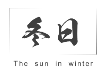 冬日
The sun in winter